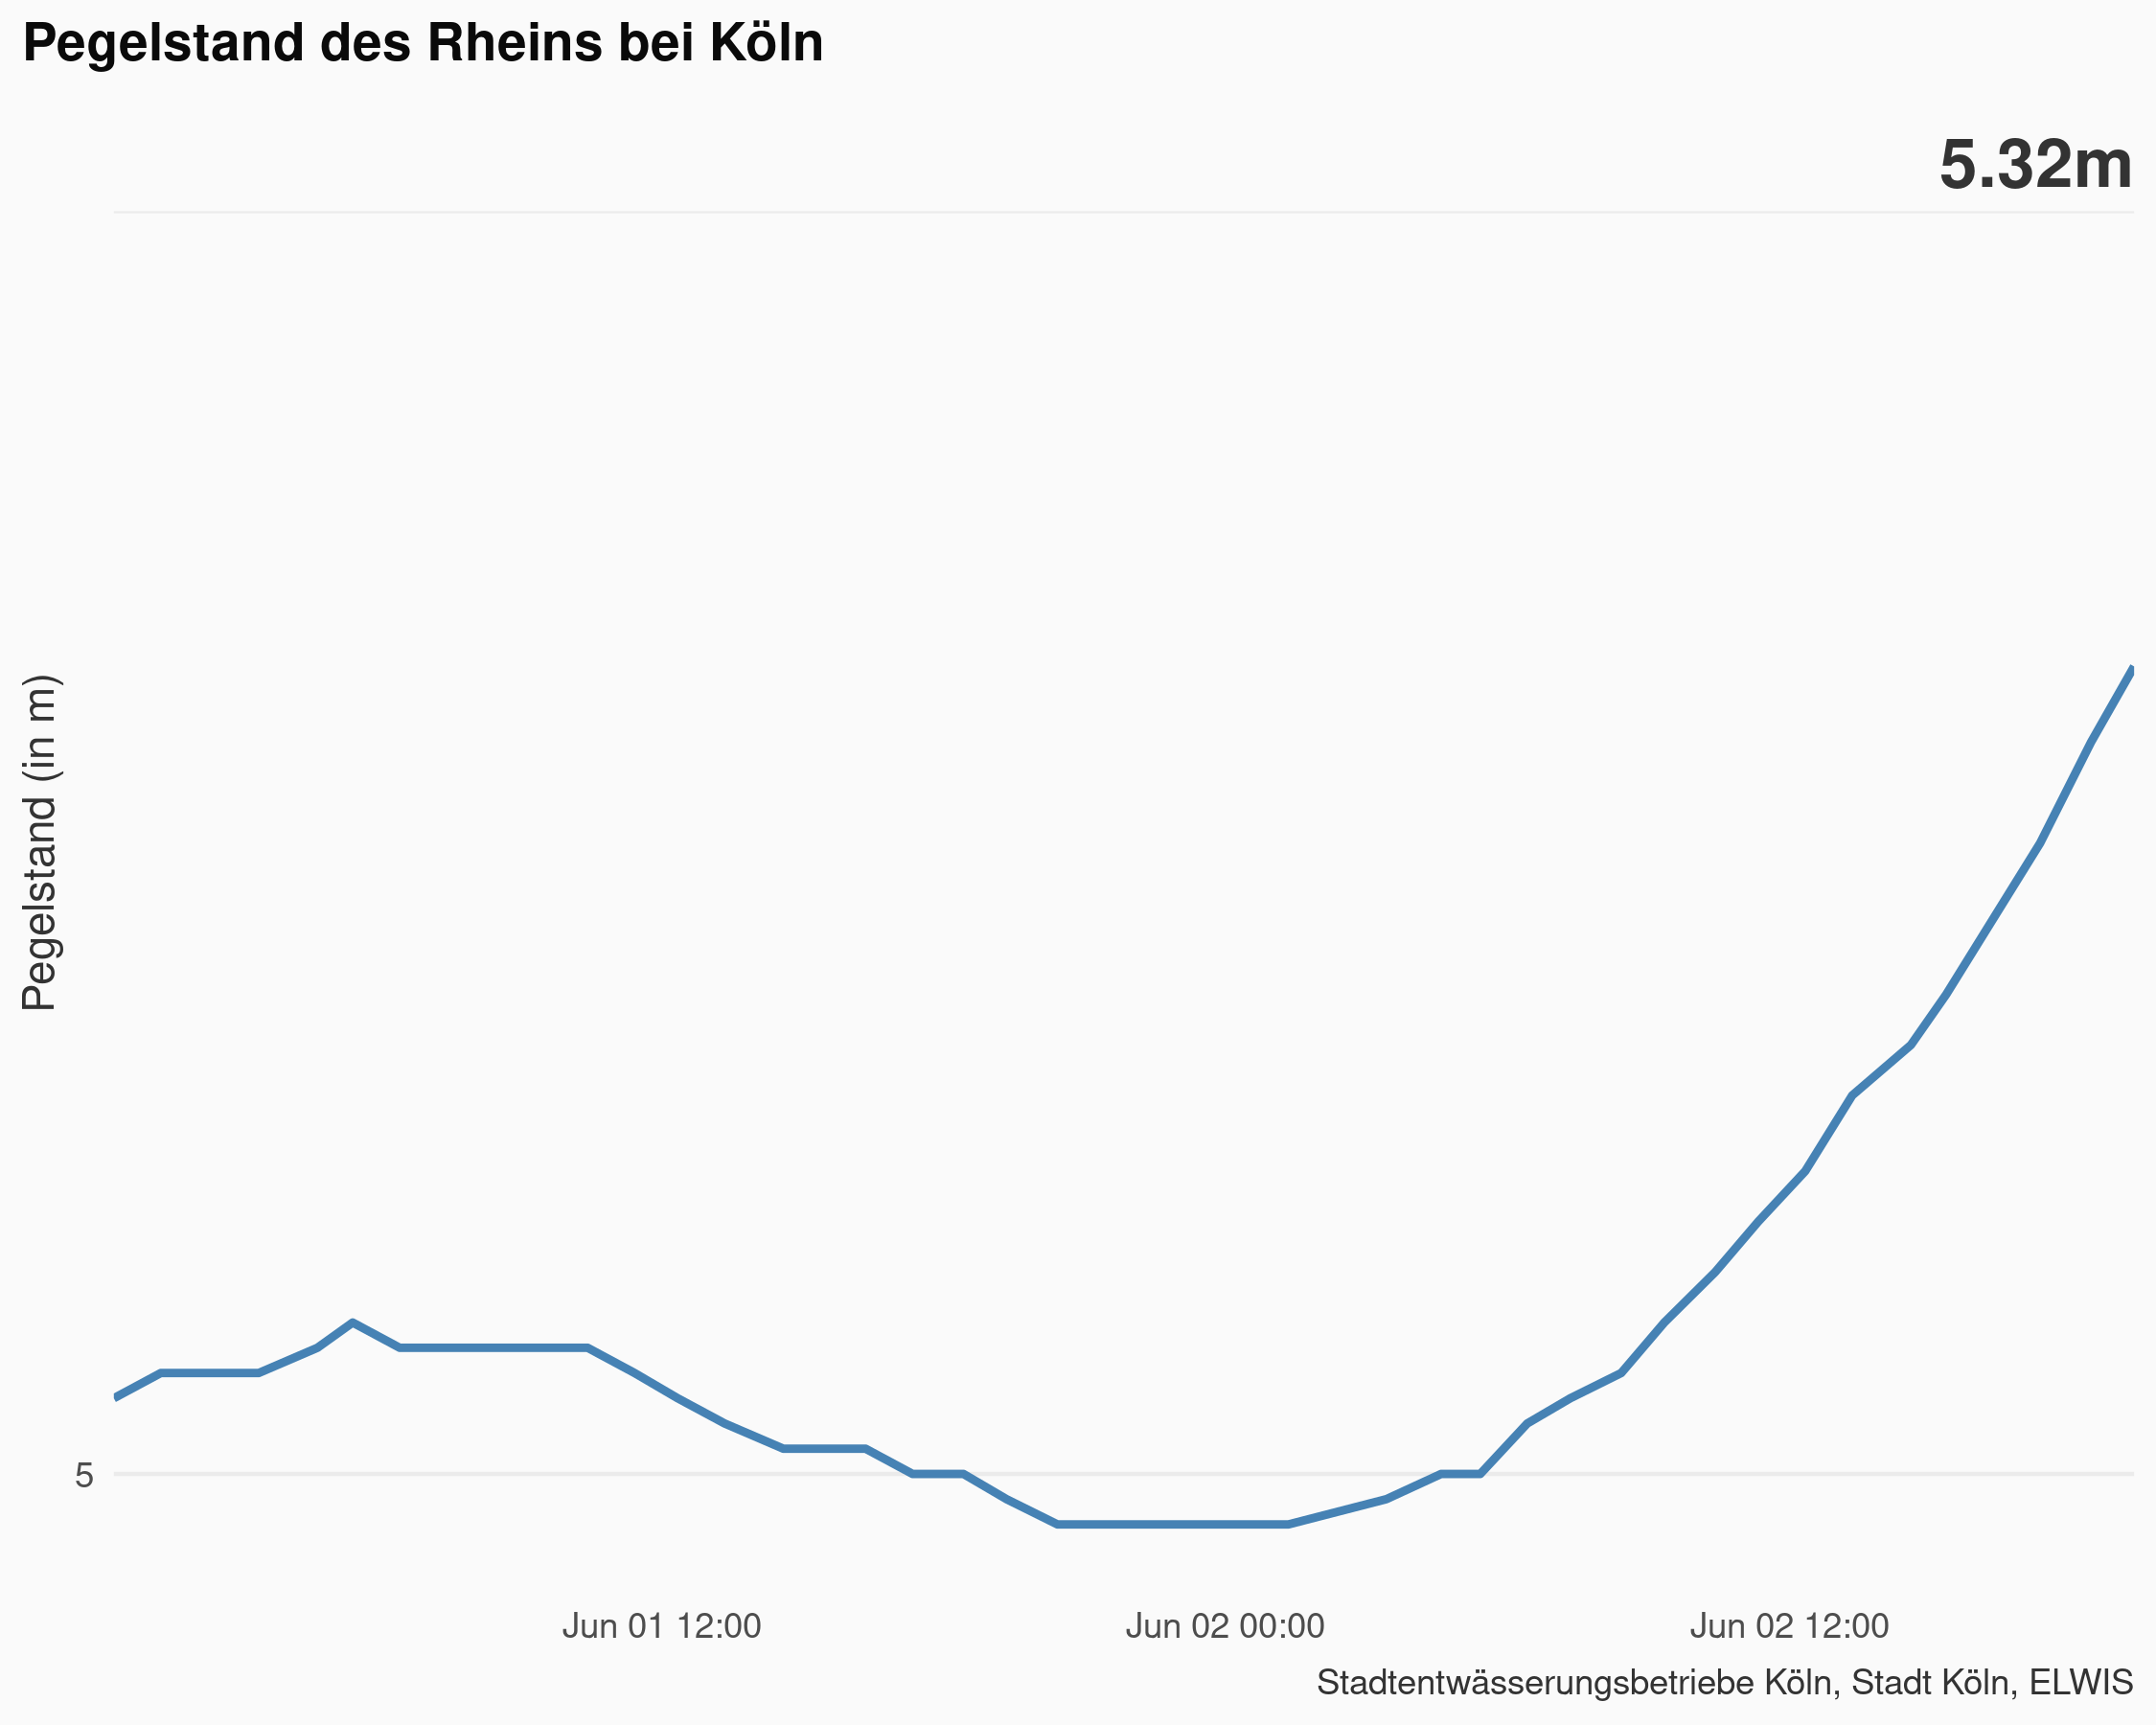 Pegelstand des Rheins bei Köln
5.32m
Pegelstand (in m)
5
Jun 01 12:00
Jun 02 00:00
Jun 02 12:00
Stadtentwässerungsbetriebe Köln, Stadt Köln, ELWIS